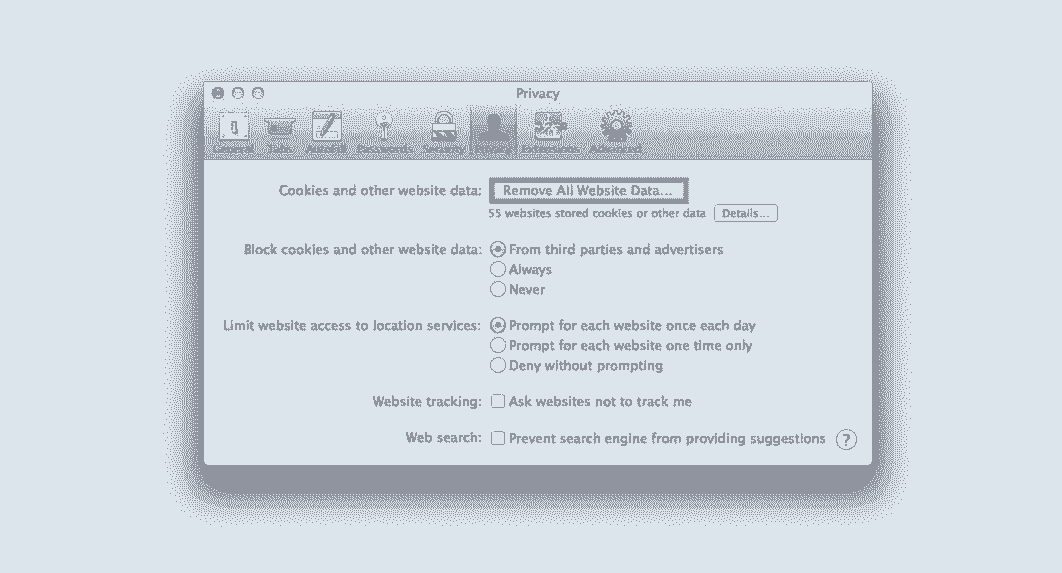 Privacy
General Tabs Autofill Passwords Security Privacy Extensions Advanced
Cookies and other website data: Remove All Website Data...
55 websites stored cookies or other data Details...
Block cookies and other website data: From third parties and advertisers
Always
Never
Limit website access to location services: Prompt for each website once each day
Prompt for each website one time only
Deny without prompting
Website tracking: Ask websites not to track me
Web search: Prevent search engine from providing suggestions ?